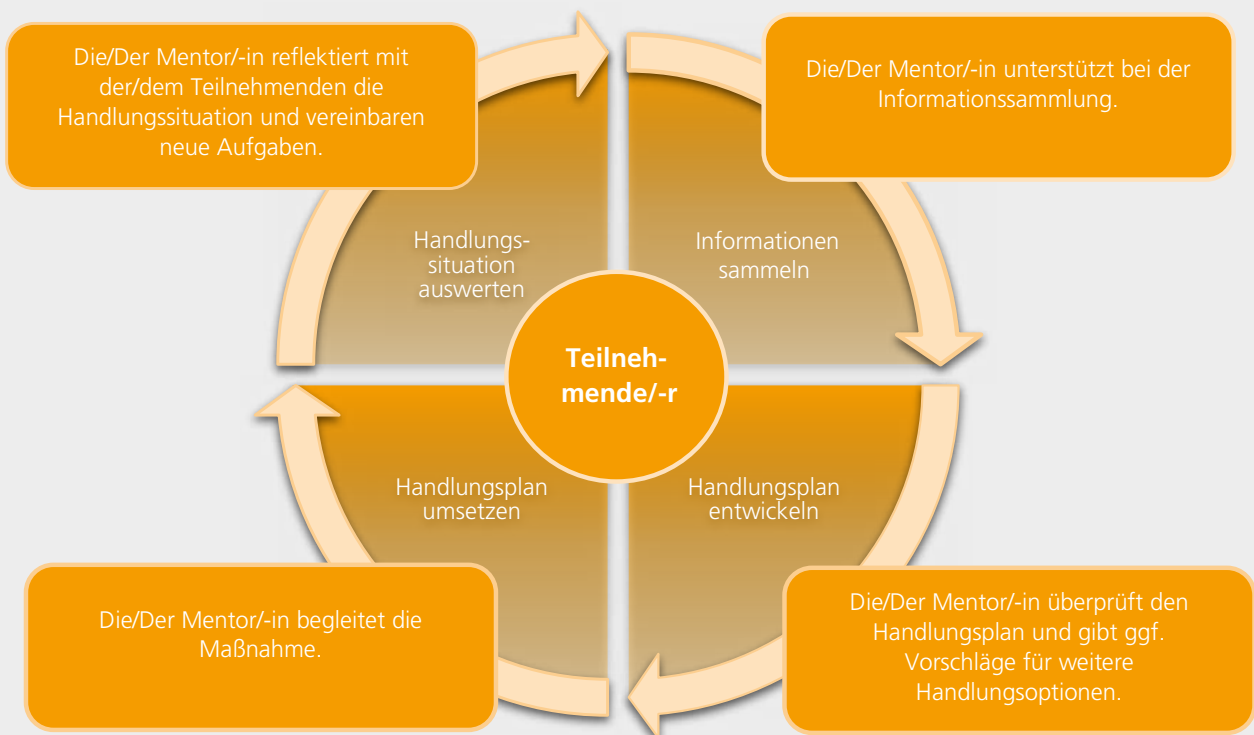 Die/Der Mentor/-in reflektiert mit
der/dem Teilnehmenden die
Handlungssituation und vereinbaren
neue Aufgaben.
Die/Der Mentor/-in unterstützt bei der
Informationssammlung.
Handlungs-
situation
auswerten
Informationen
sammeln
Teilneh-
mende/-r
Handlungsplan
umsetzen
Handlungsplan
entwickeln
Die/Der Mentor/-in begleitet die
Maßnahme.
Die/Der Mentor/-in überprüft den
Handlungsplan und gibt ggf.
Vorschläge für weitere
Handlungsoptionen.